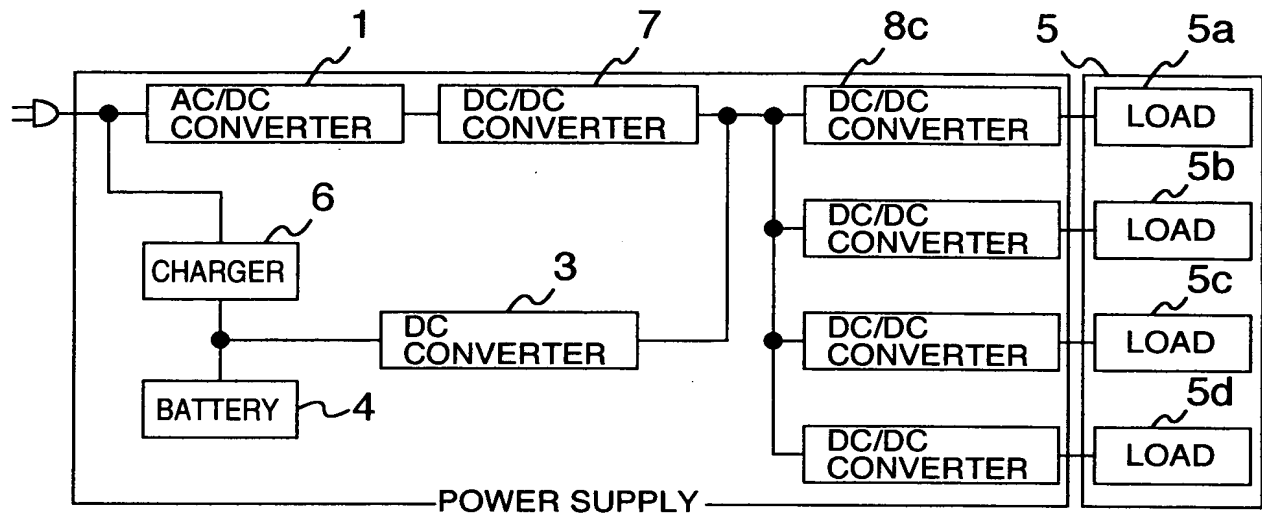 1
7
8c
5
5a
AC/DC
CONVERTER
DC/DC
CONVERTER
DC/DC
CONVERTER
LOAD
5b
6
DC/DC
CONVERTER
LOAD
CHARGER
3
5c
DC
CONVERTER
DC/DC
CONVERTER
LOAD
BATTERY
4
5d
DC/DC
CONVERTER
LOAD
POWER SUPPLY